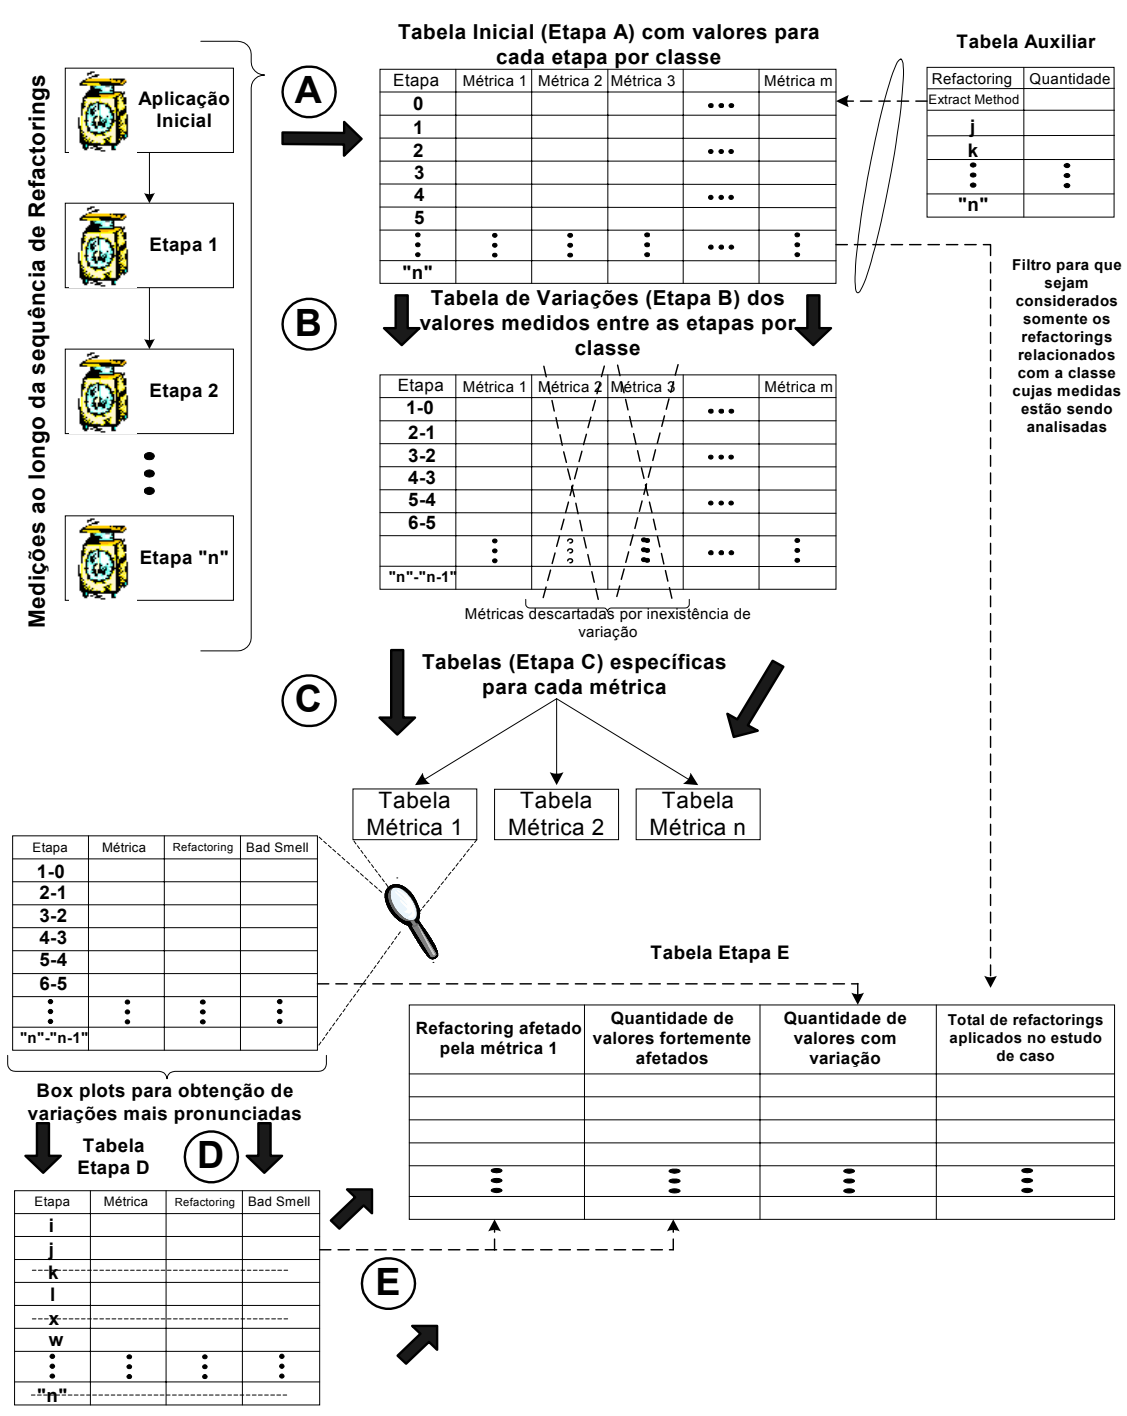 Medições ao longo da sequência de Refactorings
Aplicação
Inicial
Etapa 1
Etapa 2
Etapa "n"
A
Tabela Inicial (Etapa A) com valores para
cada etapa por classe
Etapa Métrica 1 Métrica 2 Métrica 3 Métrica m
0
1
2
3
4
5
"n"
Tabela Auxiliar
Refactoring Quantidade
Extract Method
j
k
"n"
Filtro para que
sejam
considerados
somente os
refactorings
relacionados
com a classe
cujas medidas
estão sendo
analisadas
B
Tabela de Variações (Etapa B) dos
valores medidos entre as etapas por
classe
Etapa Métrica 1 Métrica 2 Métrica 3 Métrica m
1-0
2-1
3-2
4-3
5-4
6-5
"n"-"n-1"
Métricas descartadas por inexistência de
variação
C
Tabelas (Etapa C) específicas
para cada métrica
Tabela
Métrica 1
Tabela
Métrica 2
Tabela
Métrica n
Etapa Métrica Refactoring Bad Smell
1-0
2-1
3-2
4-3
5-4
6-5
"n"-"n-1"
Box plots para obtenção de
variações mais pronunciadas
Tabela
Etapa D
D
Etapa Métrica Refactoring Bad Smell
i
j
k
l
x
w
"n"
E
Tabela Etapa E
Refactoring afetado
pela métrica 1
Quantidade de
valores fortemente
afetados
Quantidade de
valores com
variação
Total de refactorings
aplicados no estudo
de caso